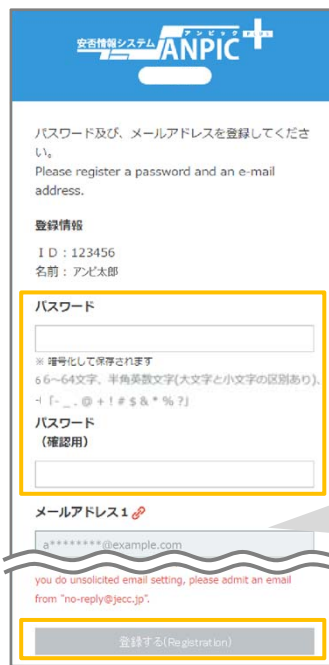 アンピック プラス
安否情報システム ANPIC
パスワード及び、メールアドレスを登録してくださ
い。
Please register a password and an e-mail
address.
登録情報
ＩＤ：123456
名前： アンピ太郎
パスワード
※ 暗号化して保存されます
6 6～64文字、半角英数文字(大文字と小文字の区別あり)、
「- _ . @ + ! # $ & * % ?」
パスワード
（確認用）
メールアドレス１
a********@example.com
you do unsolicited email setting, please admit an email
from "no-reply@jecc.jp".
登録する(Registration)